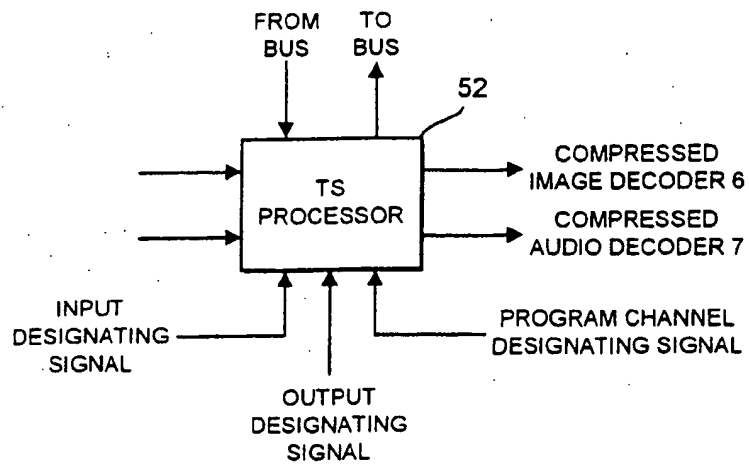 FROM
BUS
TO
BUS
52
TS
PROCESSOR
COMPRESSED
IMAGE DECODER 6
COMPRESSED
AUDIO DECODER 7
INPUT
DESIGNATING
SIGNAL
OUTPUT
DESIGNATING
SIGNAL
PROGRAM CHANNEL
DESIGNATING SIGNAL